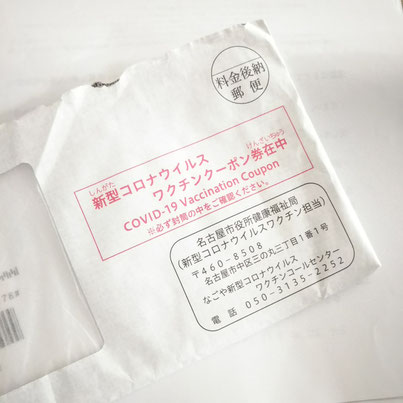 料金後納
郵便
しんがた
新型コロナウイルス
けんざいちゅう
ワクチンクーポン券在中
COVID-19 Vaccination Coupon
※必ず封筒の中をご確認ください。
名古屋市役所健康福祉局
(新型コロナウイルスワクチン担当)
〒460-8508
名古屋市中区三の丸三丁目1番1号
なごや新型コロナウイルス
ワクチンコールセンター
電話 050-3135-2252